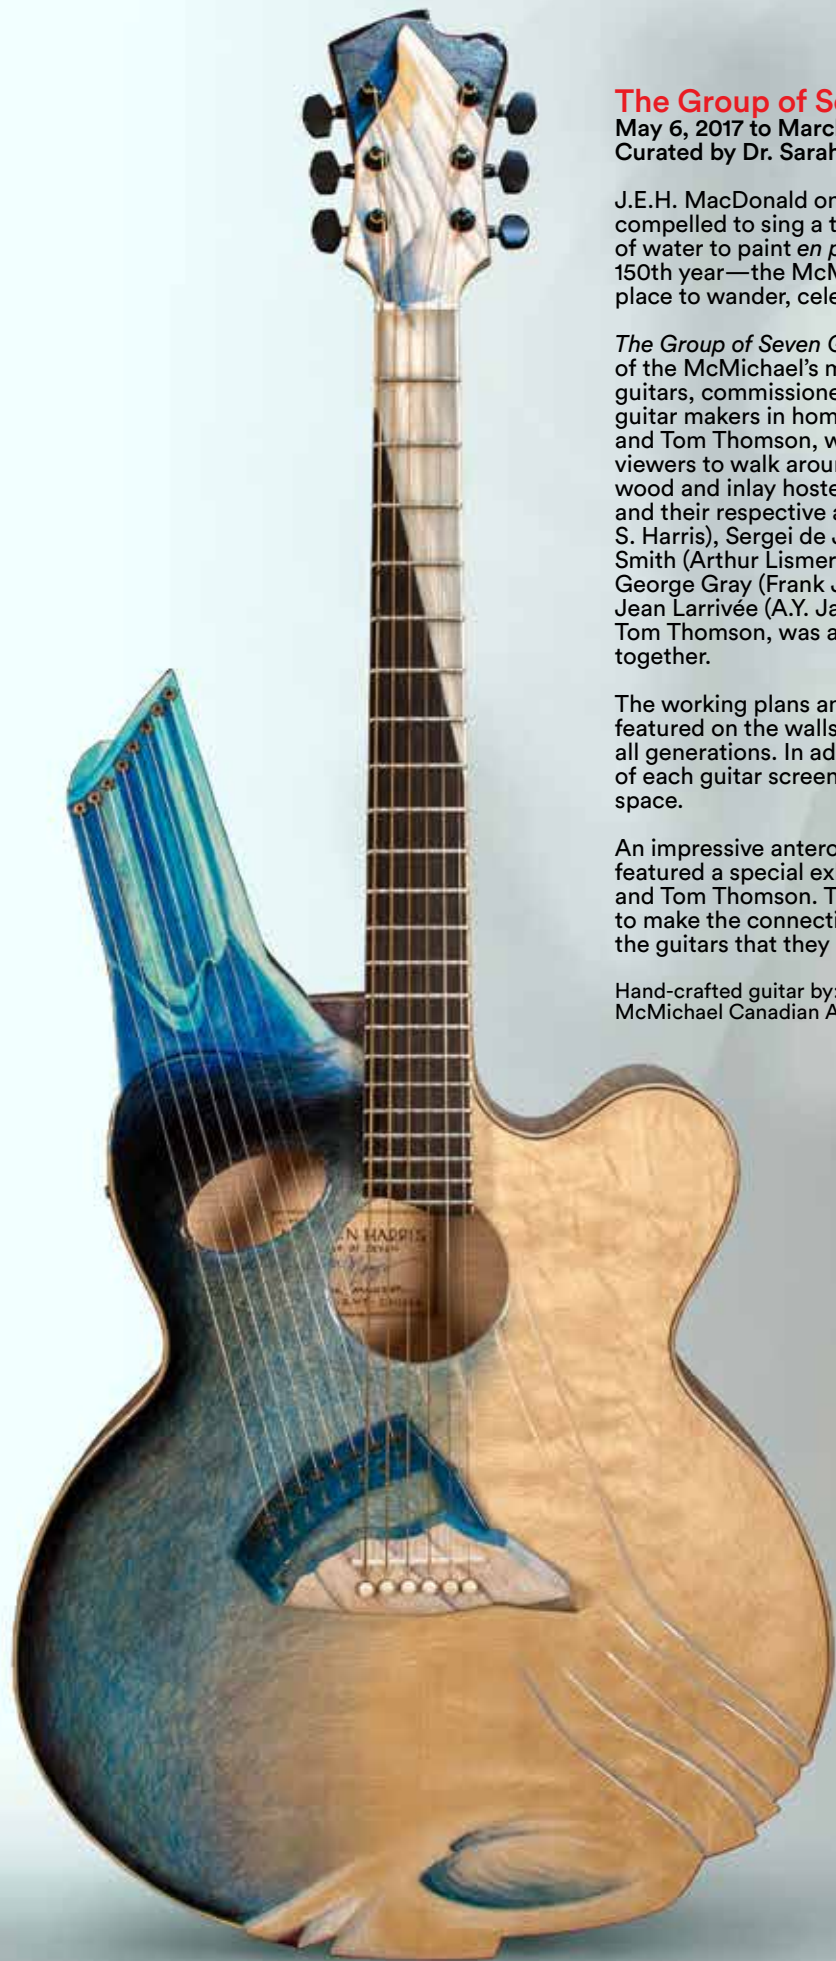 The Group of S
May 6, 2017 to Marc
Curated by Dr. Sarah
J.E.H. MacDonald on
compelled to sing a t
of water to paint en p
150th year—the McM
place to wander, cele
The Group of Seven G
of the McMichael's m
guitars, commissione
guitar makers in hom
and Tom Thomson, w
viewers to walk arou
wood and inlay hoste
and their respective a
S. Harris), Sergei de J
Smith (Arthur Lismer
George Gray (Frank J
Jean Larrivée (A.Y. Ja
Tom Thomson, was a
together.
The working plans an
featured on the walls
all generations. In ad
of each guitar screen
space.
An impressive antero
featured a special ex
and Tom Thomson. T
to make the connecti
the guitars that they
Hand-crafted guitar by:
McMichael Canadian A
N HARRIS
OF SEVEN